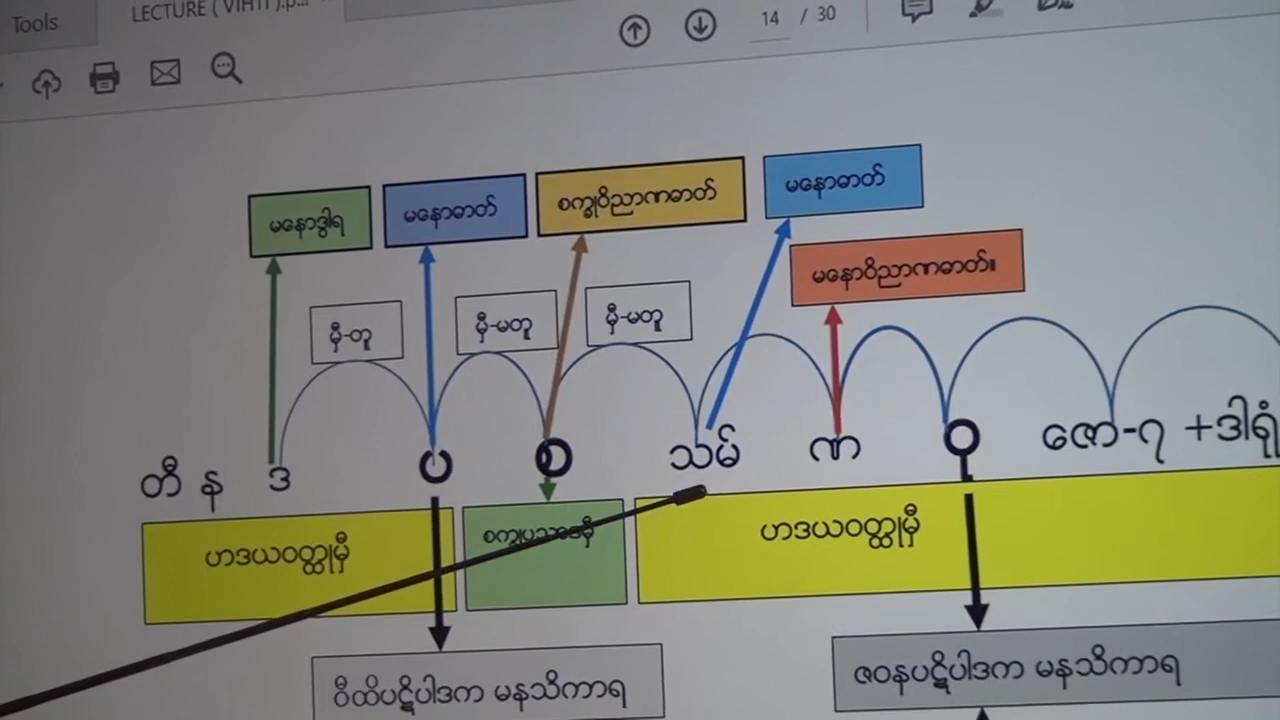 Tools
LECTURE ( VIHTI ).p...
14 / 30
မနောဒွါရ
မနောဓာတ်
စက္ခုဝိညာဏဓာတ်
မနောဓာတ်
မနောဝိညာဏဓာတ်။
မှီ-တူ
မှီ-မတူ
မှီ-မတူ
တီ န ဒ ပ စ သမ် ဏ ဝု ဇော-၇ +ဒါရုံ
ဟဒယဝတ္ထုမှီ
စက္ခုပသာဒမှီ
ဟဒယဝတ္ထုမှီ
ဝီထိပဋိပါဒက မနသိကာရ
ဇဝနပဋိပါဒက မနသိကာရ